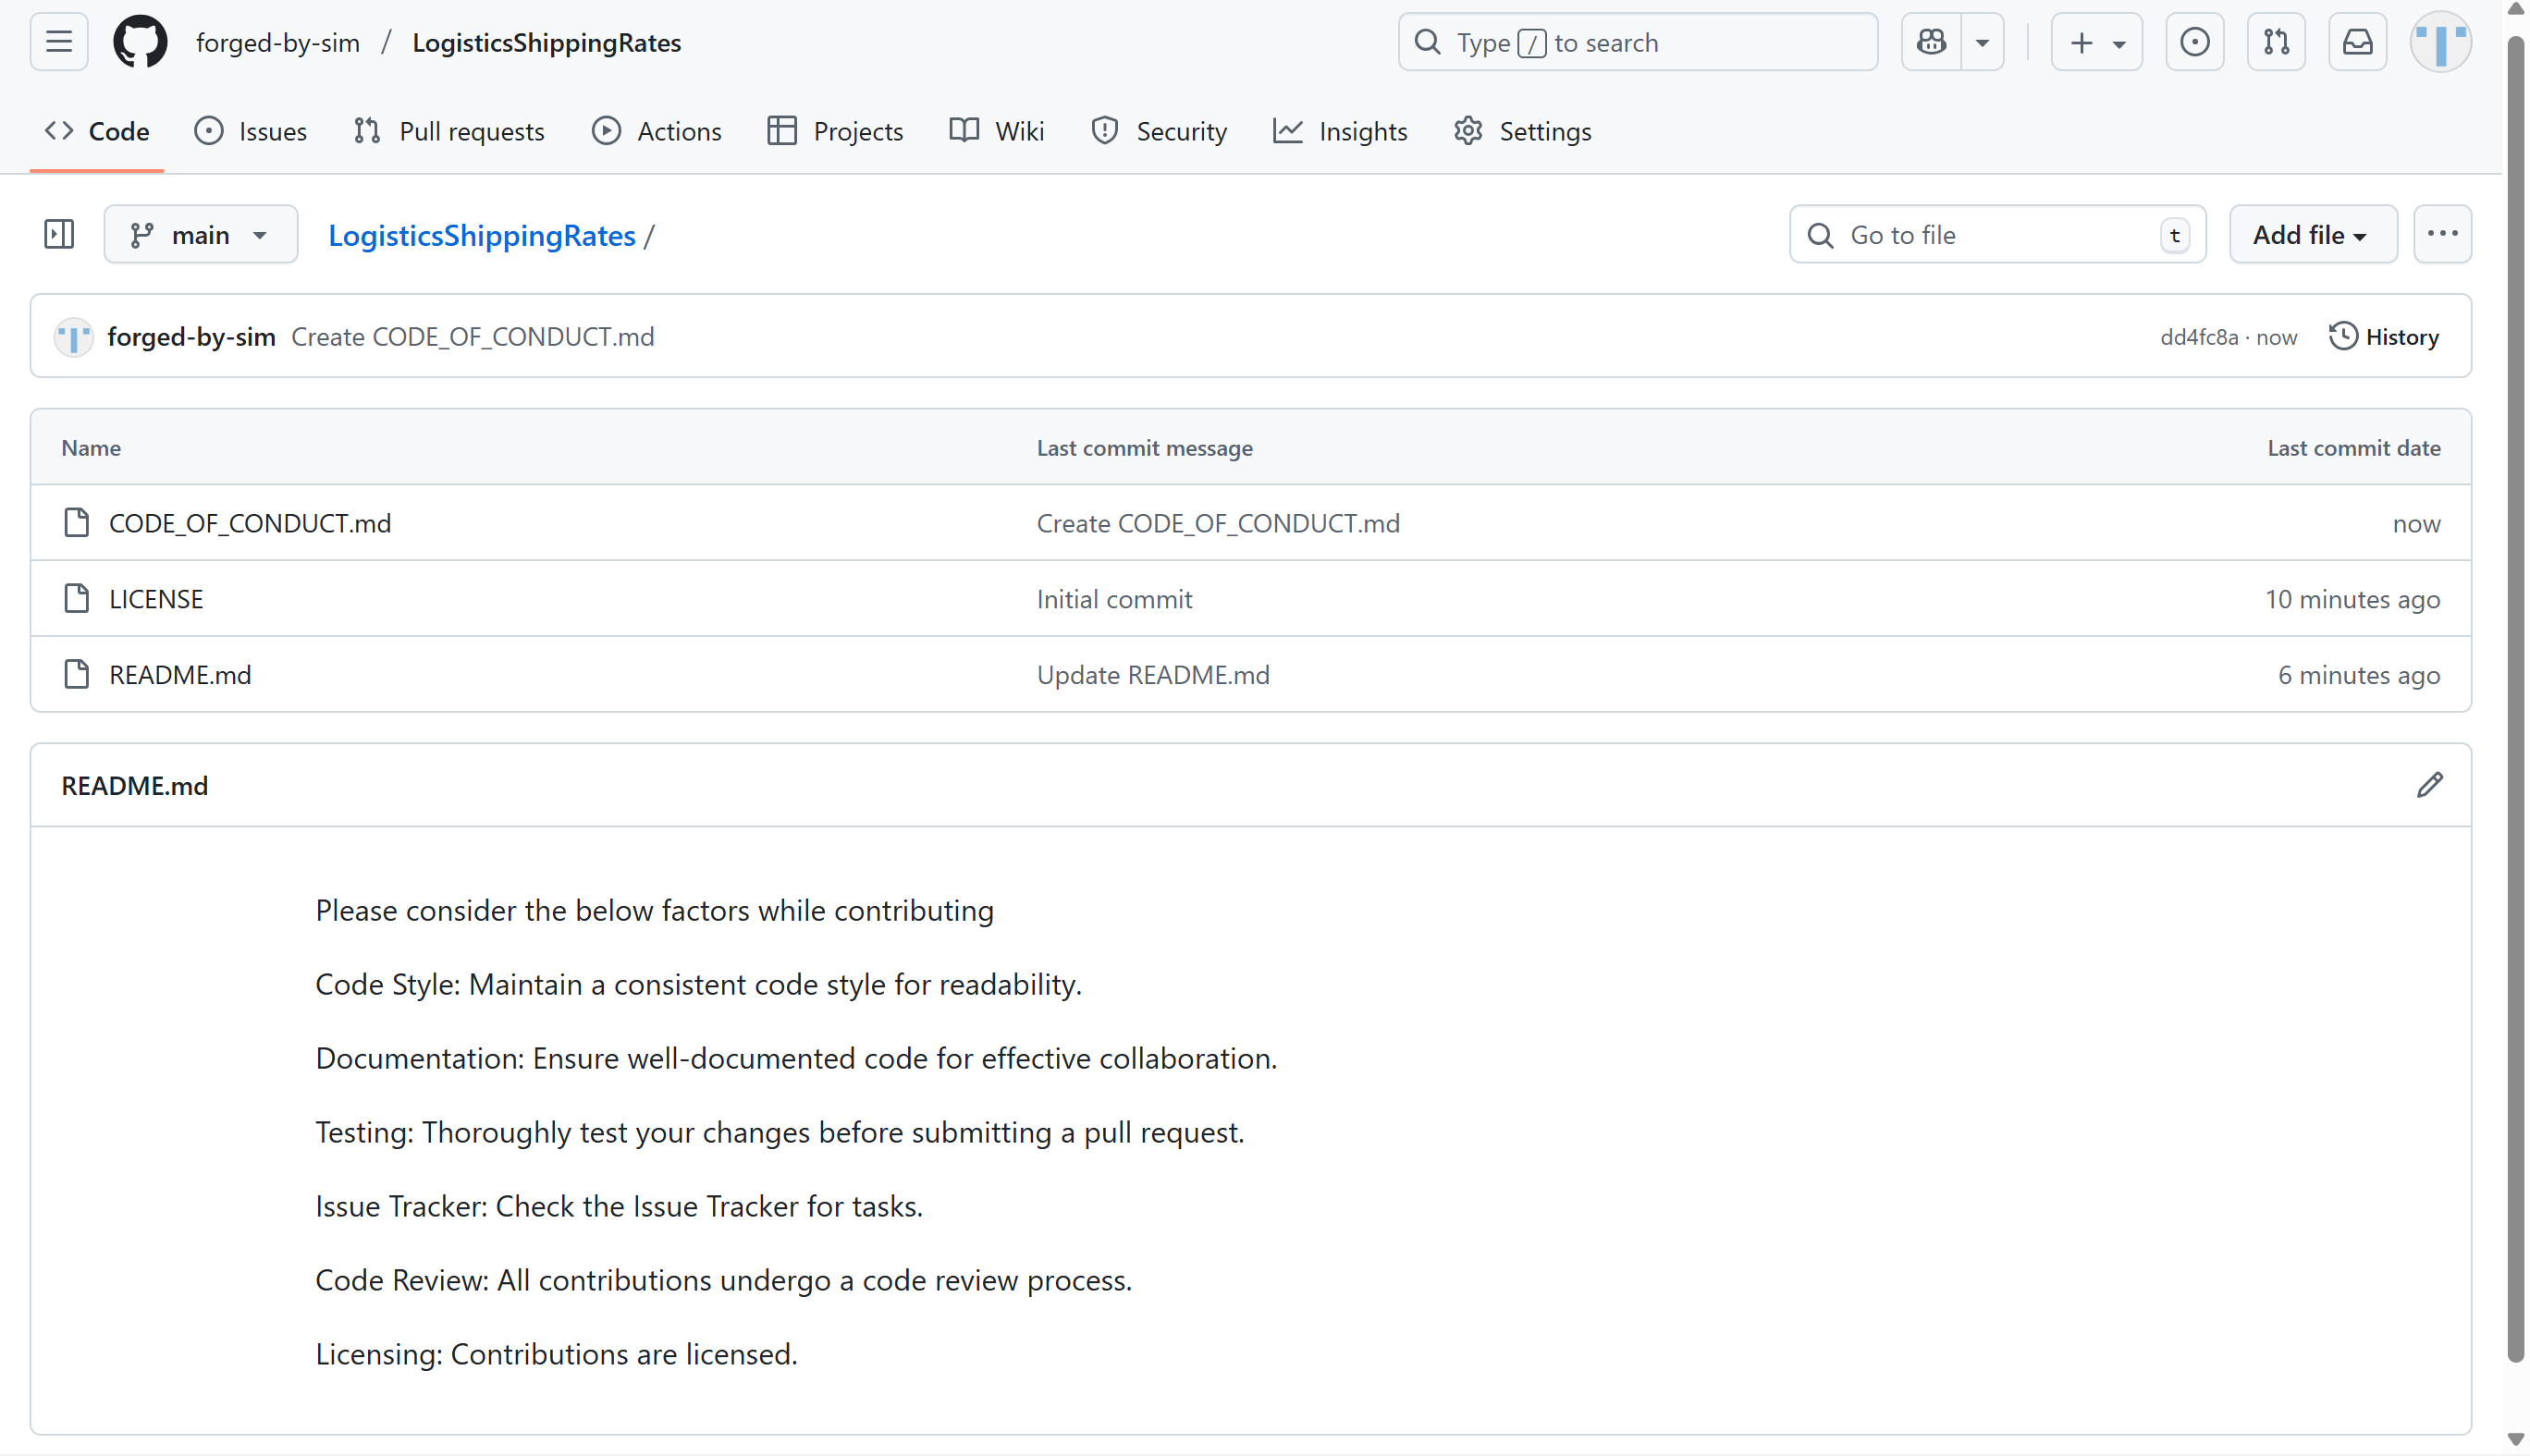 forged-by-sim / LogisticsShippingRates
Type / to search
Code Issues Pull requests Actions Projects Wiki Security Insights Settings
main LogisticsShippingRates /
Go to file t
Add file
forged-by-sim Create CODE_OF_CONDUCT.md dd4fc8a · now History
Name Last commit message Last commit date
CODE_OF_CONDUCT.md Create CODE_OF_CONDUCT.md now
LICENSE Initial commit 10 minutes ago
README.md Update README.md 6 minutes ago
README.md
Please consider the below factors while contributing
Code Style: Maintain a consistent code style for readability.
Documentation: Ensure well-documented code for effective collaboration.
Testing: Thoroughly test your changes before submitting a pull request.
Issue Tracker: Check the Issue Tracker for tasks.
Code Review: All contributions undergo a code review process.
Licensing: Contributions are licensed.